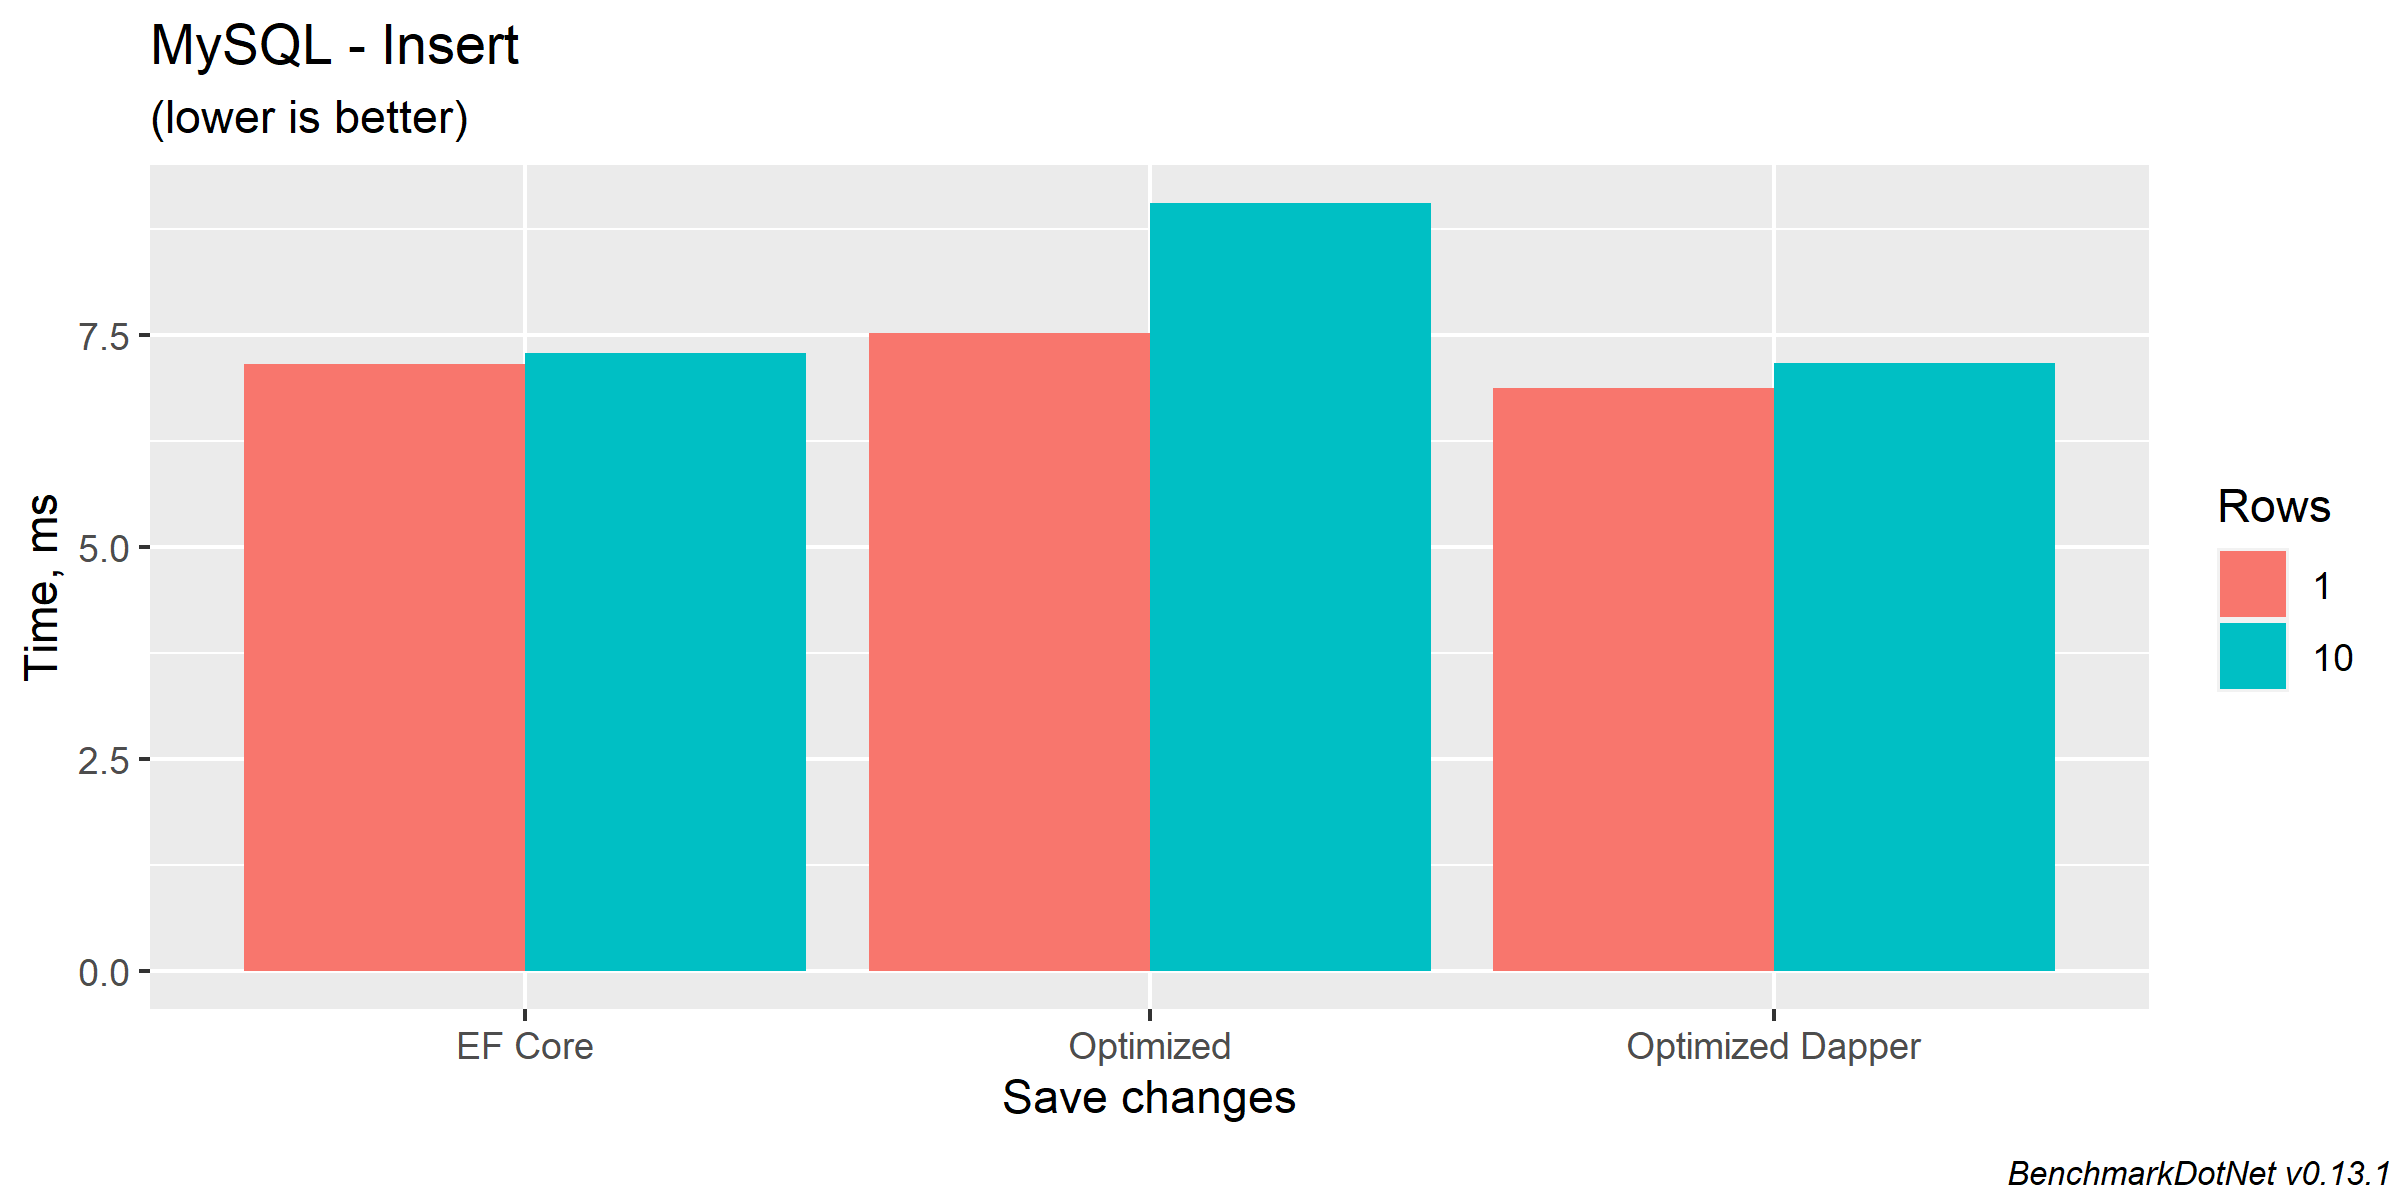 MySQL - Insert
(lower is better)
Time, ms
7.5
5.0
2.5
0.0
EF Core
Optimized
Optimized Dapper
Save changes
Rows
1
10
BenchmarkDotNet v0.13.1